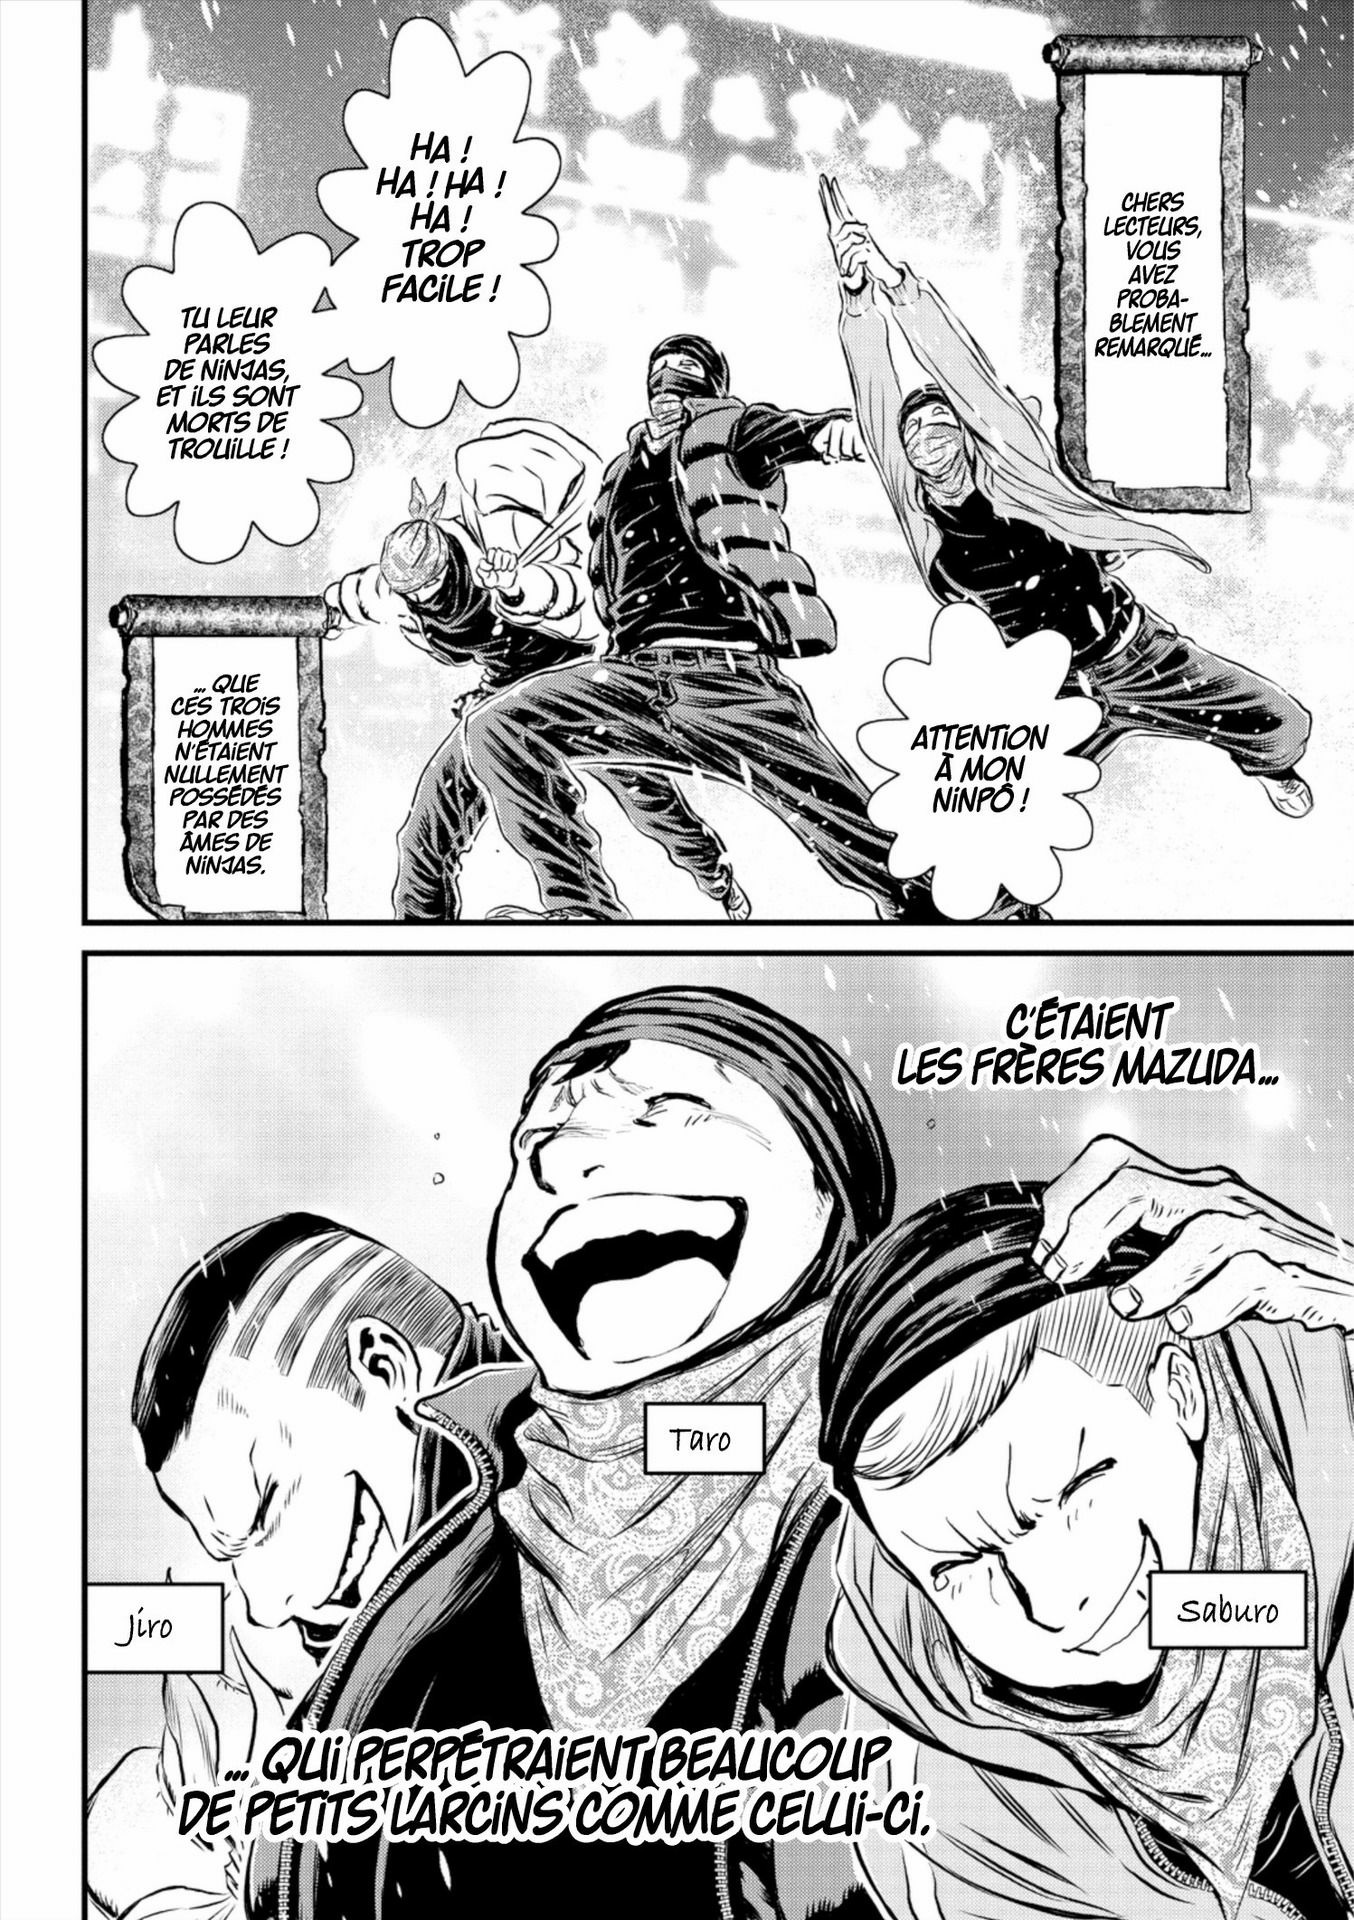 CHERS
LECTEURS,
VOUS
AVEZ
PROBA-
BLEMENT
REMARQUÉ...
HA !
HA ! HA !
HA !
TROP
FACILE !
TU LEUR
PARLES
DE NINJAS,
ET ILS SONT
MORTS DE
TROUILLE !
ATTENTION
À MON
NINPÔ !
... QUE
CES TROIS
HOMMES
N'ÉTAIENT
NULLEMENT
POSSÉDÉS
PAR DES
ÂMES DE
NINJAS.
C'ÉTAIENT
LES FRÈRES MAZUDA...
Taro
Saburo
Jiro
... QUI PERPÉTRAIENT BEAUCOUP
DE PETITS LARCINS COMME CELUI-CI.